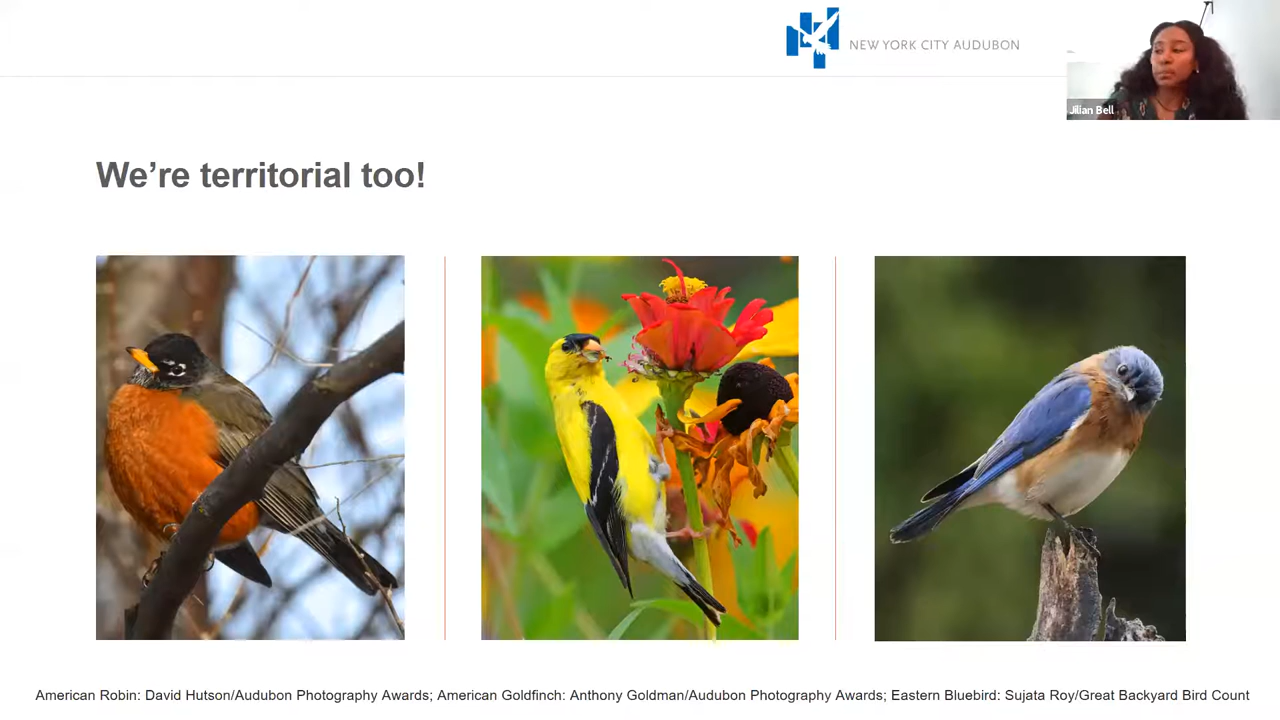 NEW YORK CITY AUDUBON
Jilian Bell
We’re territorial too!
American Robin: David Hutson/Audubon Photography Awards; American Goldfinch: Anthony Goldman/Audubon Photography Awards; Eastern Bluebird: Sujata Roy/Great Backyard Bird Count